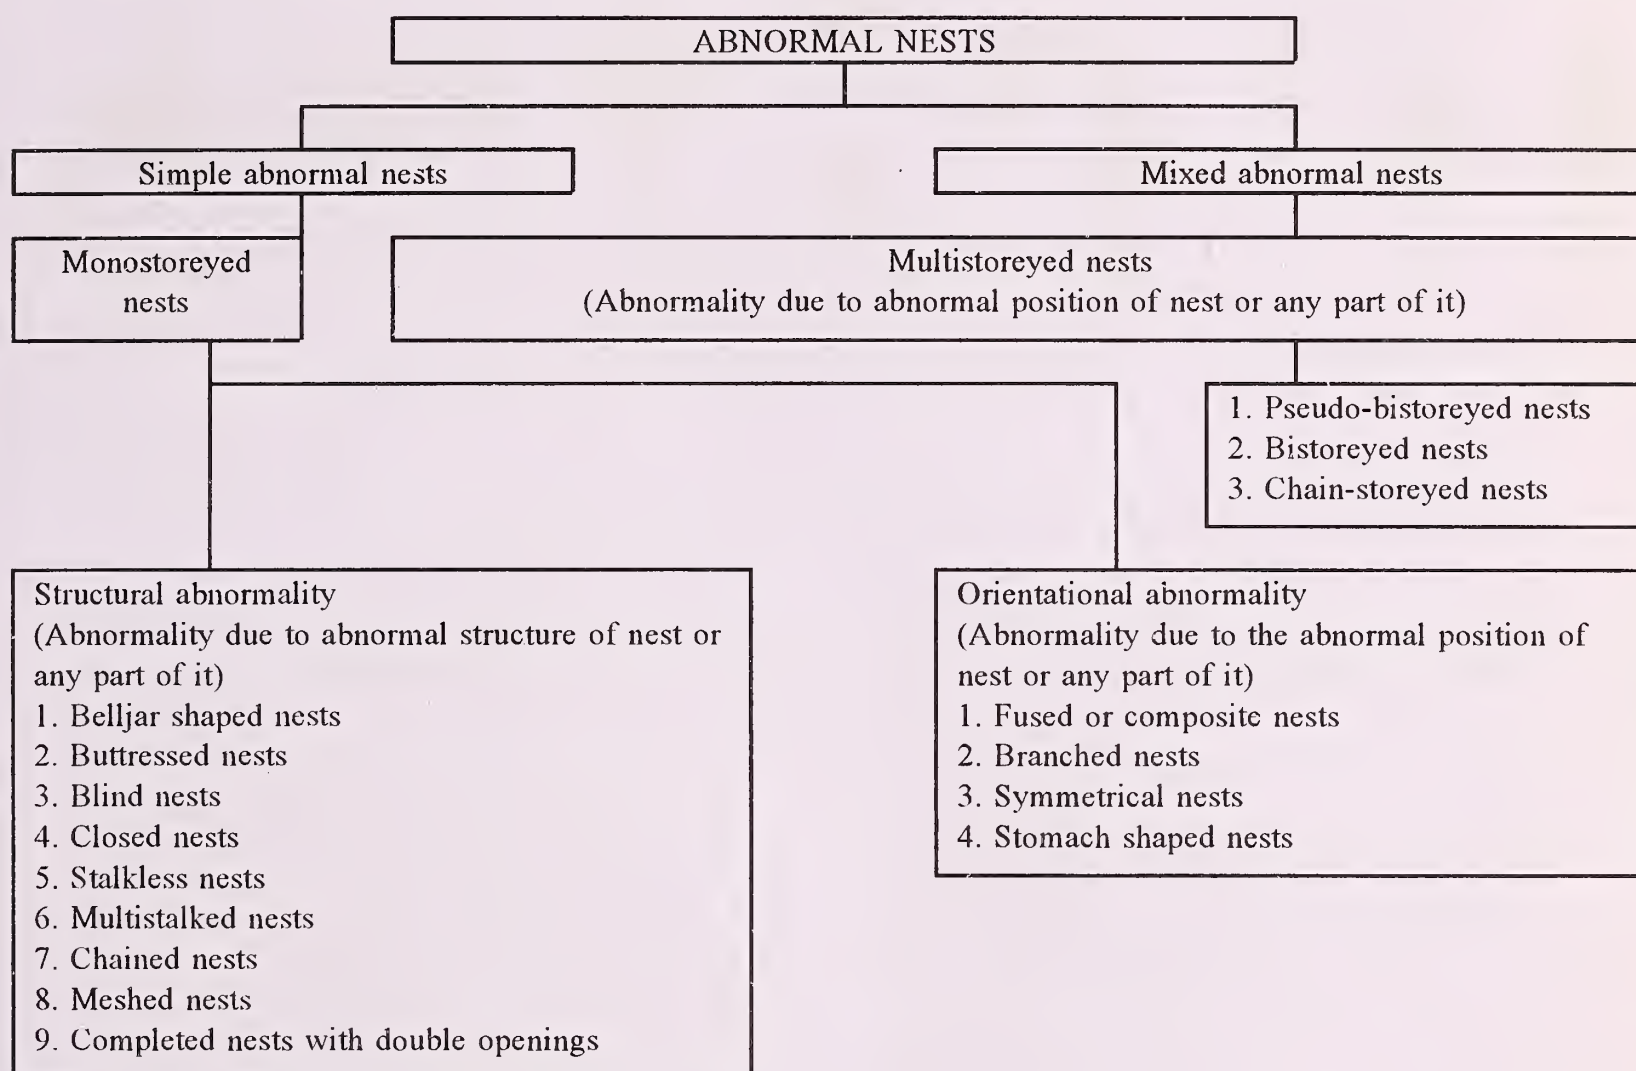 ABNORMAL NESTS
Simple abnormal nests
Mixed abnormal nests
Monostoreyed
nests
Multistoreyed nests
(Abnormality due to abnormal position of nest or any part of it)
1. Pseudo-bistoreyed nests
2. Bistoreyed nests
3. Chain-storeyed nests
Structural abnormality
(Abnormality due to abnormal structure of nest or
any part of it)
1. Belljar shaped nests
2. Buttressed nests
3. Blind nests
4. Closed nests
5. Stalkless nests
6. Multistalked nests
7. Chained nests
8. Meshed nests
9. Completed nests with double openings
Orientational abnormality
(Abnormality due to the abnormal position of
nest or any part of it)
1. Fused or composite nests
2. Branched nests
3. Symmetrical nests
4. Stomach shaped nests